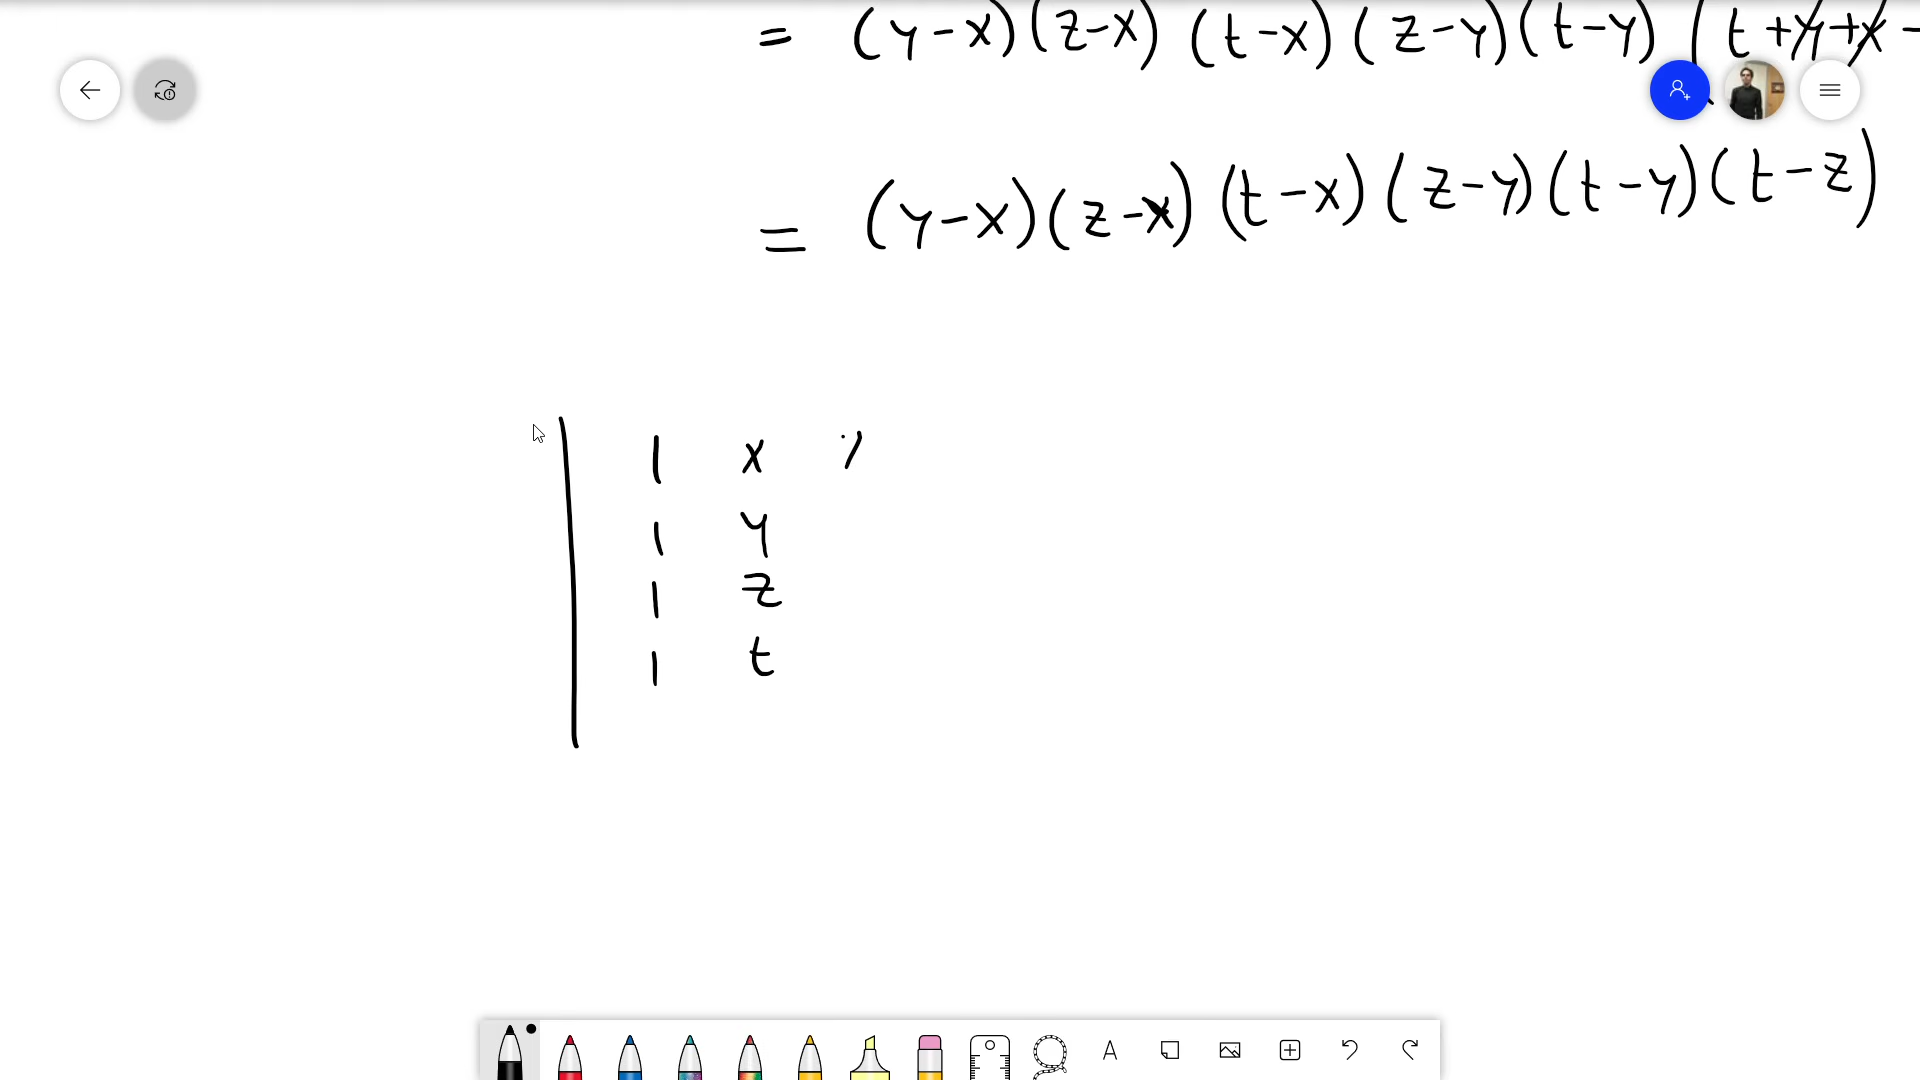 = (y-x)(z-x)(t-x)(z-y)(t-y)(t+y+x-
= (y-x)(z-x)(t-x)(z-y)(t-y)(t-z)
1 x
1 y
1 z
1 t
A